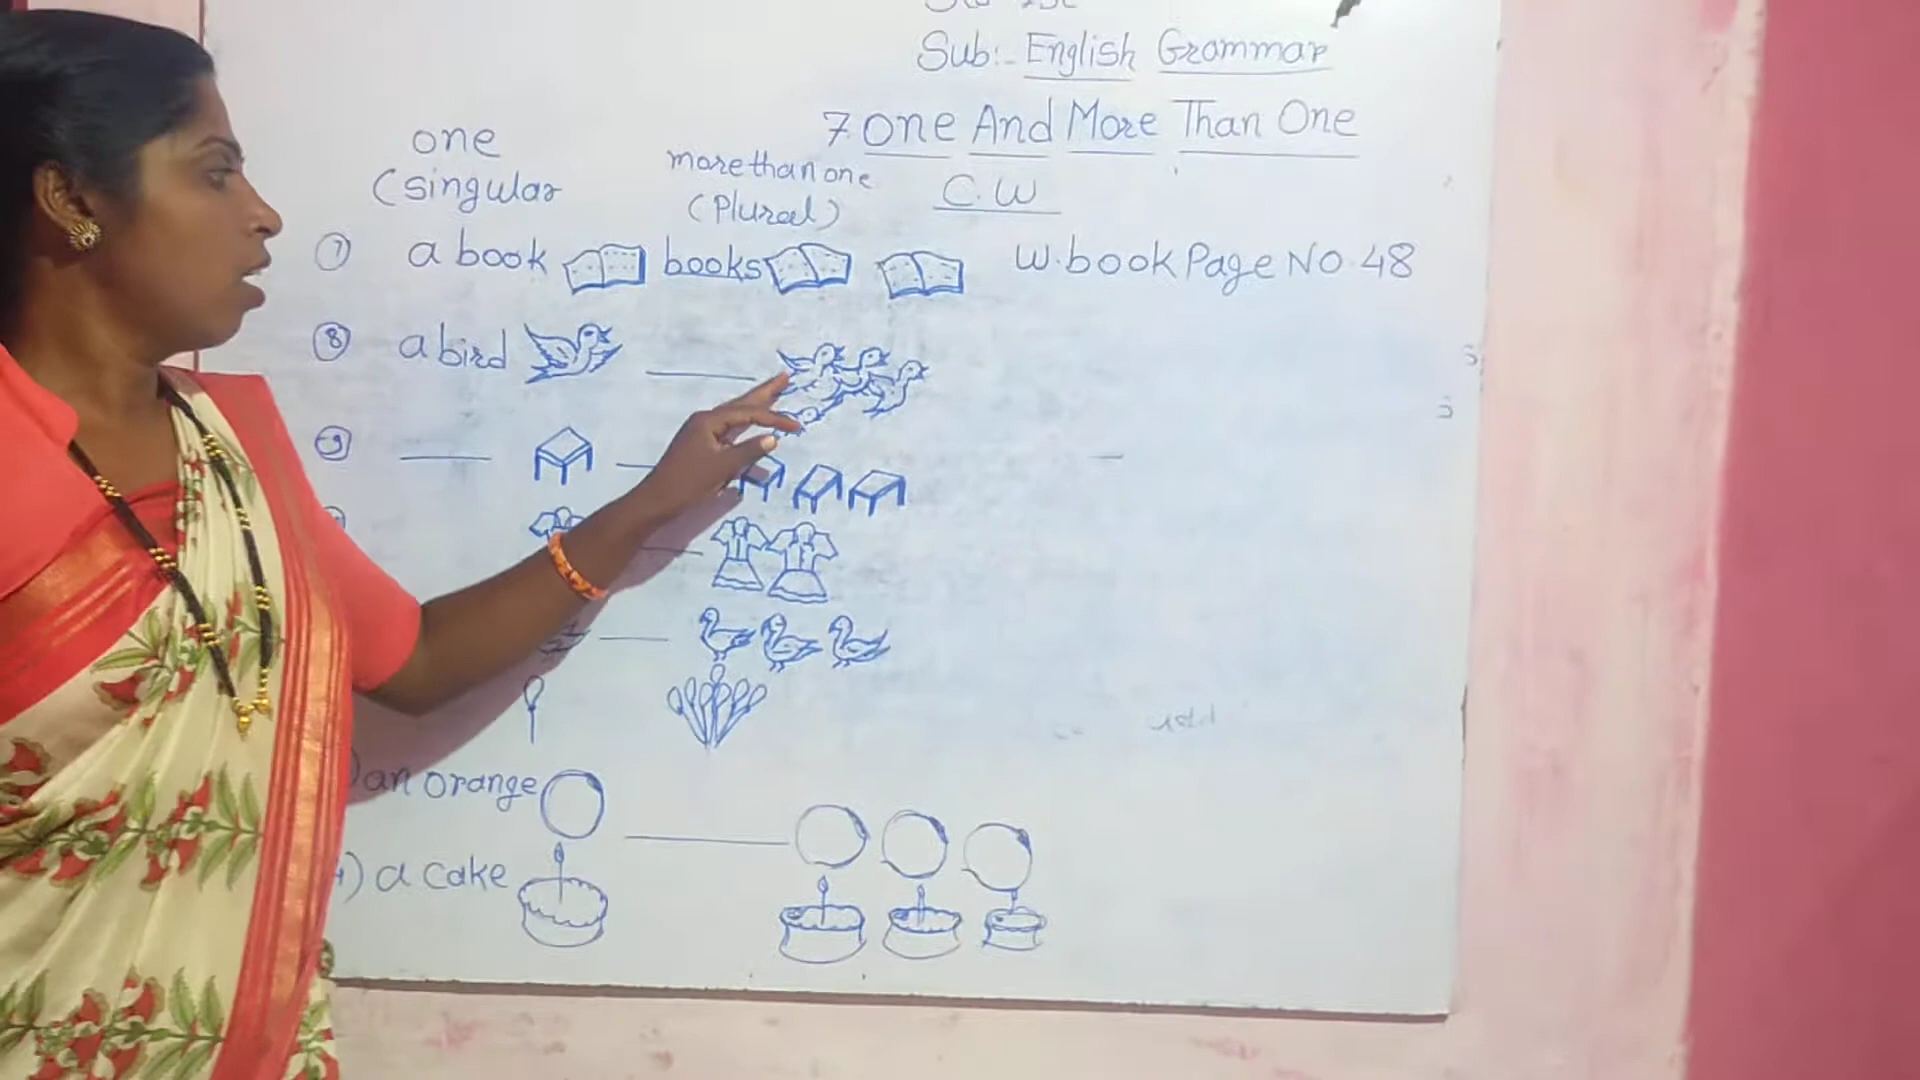 Sub:- English Grammar
7 One And More Than One
one
(singular
more than one
(Plural)
C.W
7 a book books W.book Page No.48
8 a bird
9
) an orange
) a cake